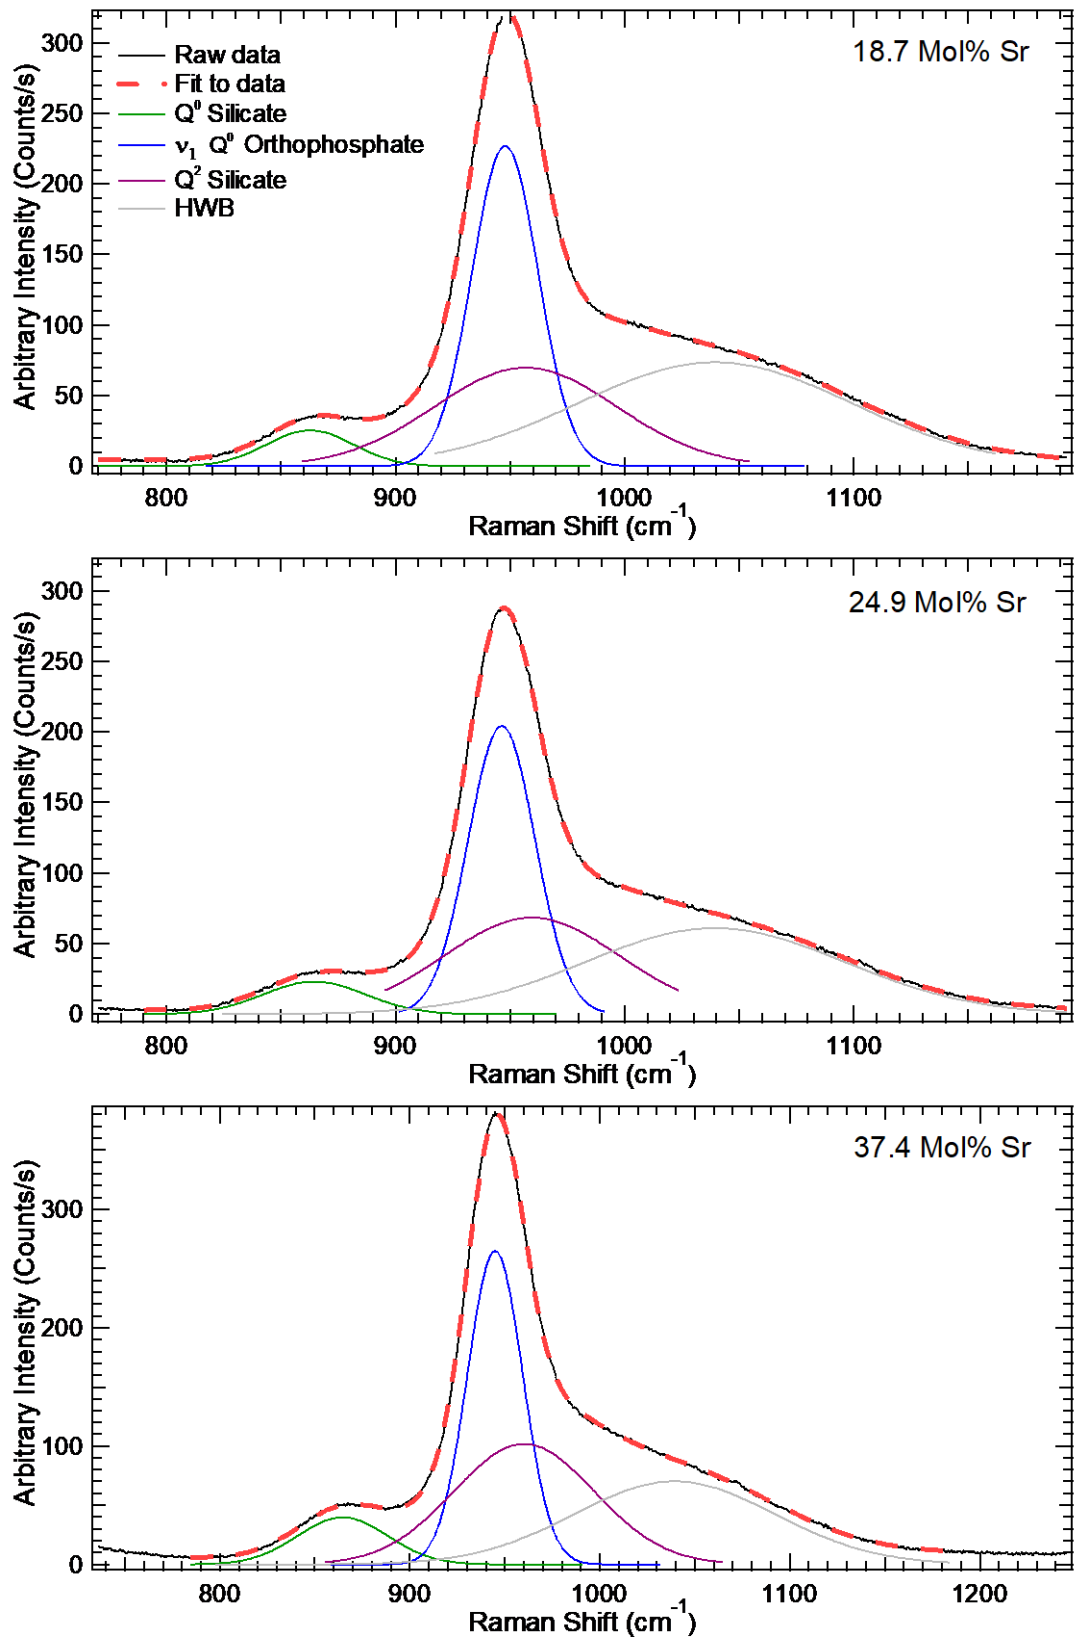 18.7 Mol% Sr
Raw data
Fit to data
Q⁰ Silicate
ν₁ Q⁰ Orthophosphate
Q² Silicate
HWB
Arbitrary Intensity (Counts/s)
300
250
200
150
100
50
0
800 900 1000 1100
Raman Shift (cm⁻¹)
24.9 Mol% Sr
Arbitrary Intensity (Counts/s)
300
250
200
150
100
50
0
800 900 1000 1100
Raman Shift (cm⁻¹)
37.4 Mol% Sr
Arbitrary Intensity (Counts/s)
300
200
100
0
800 900 1000 1100 1200
Raman Shift (cm⁻¹)